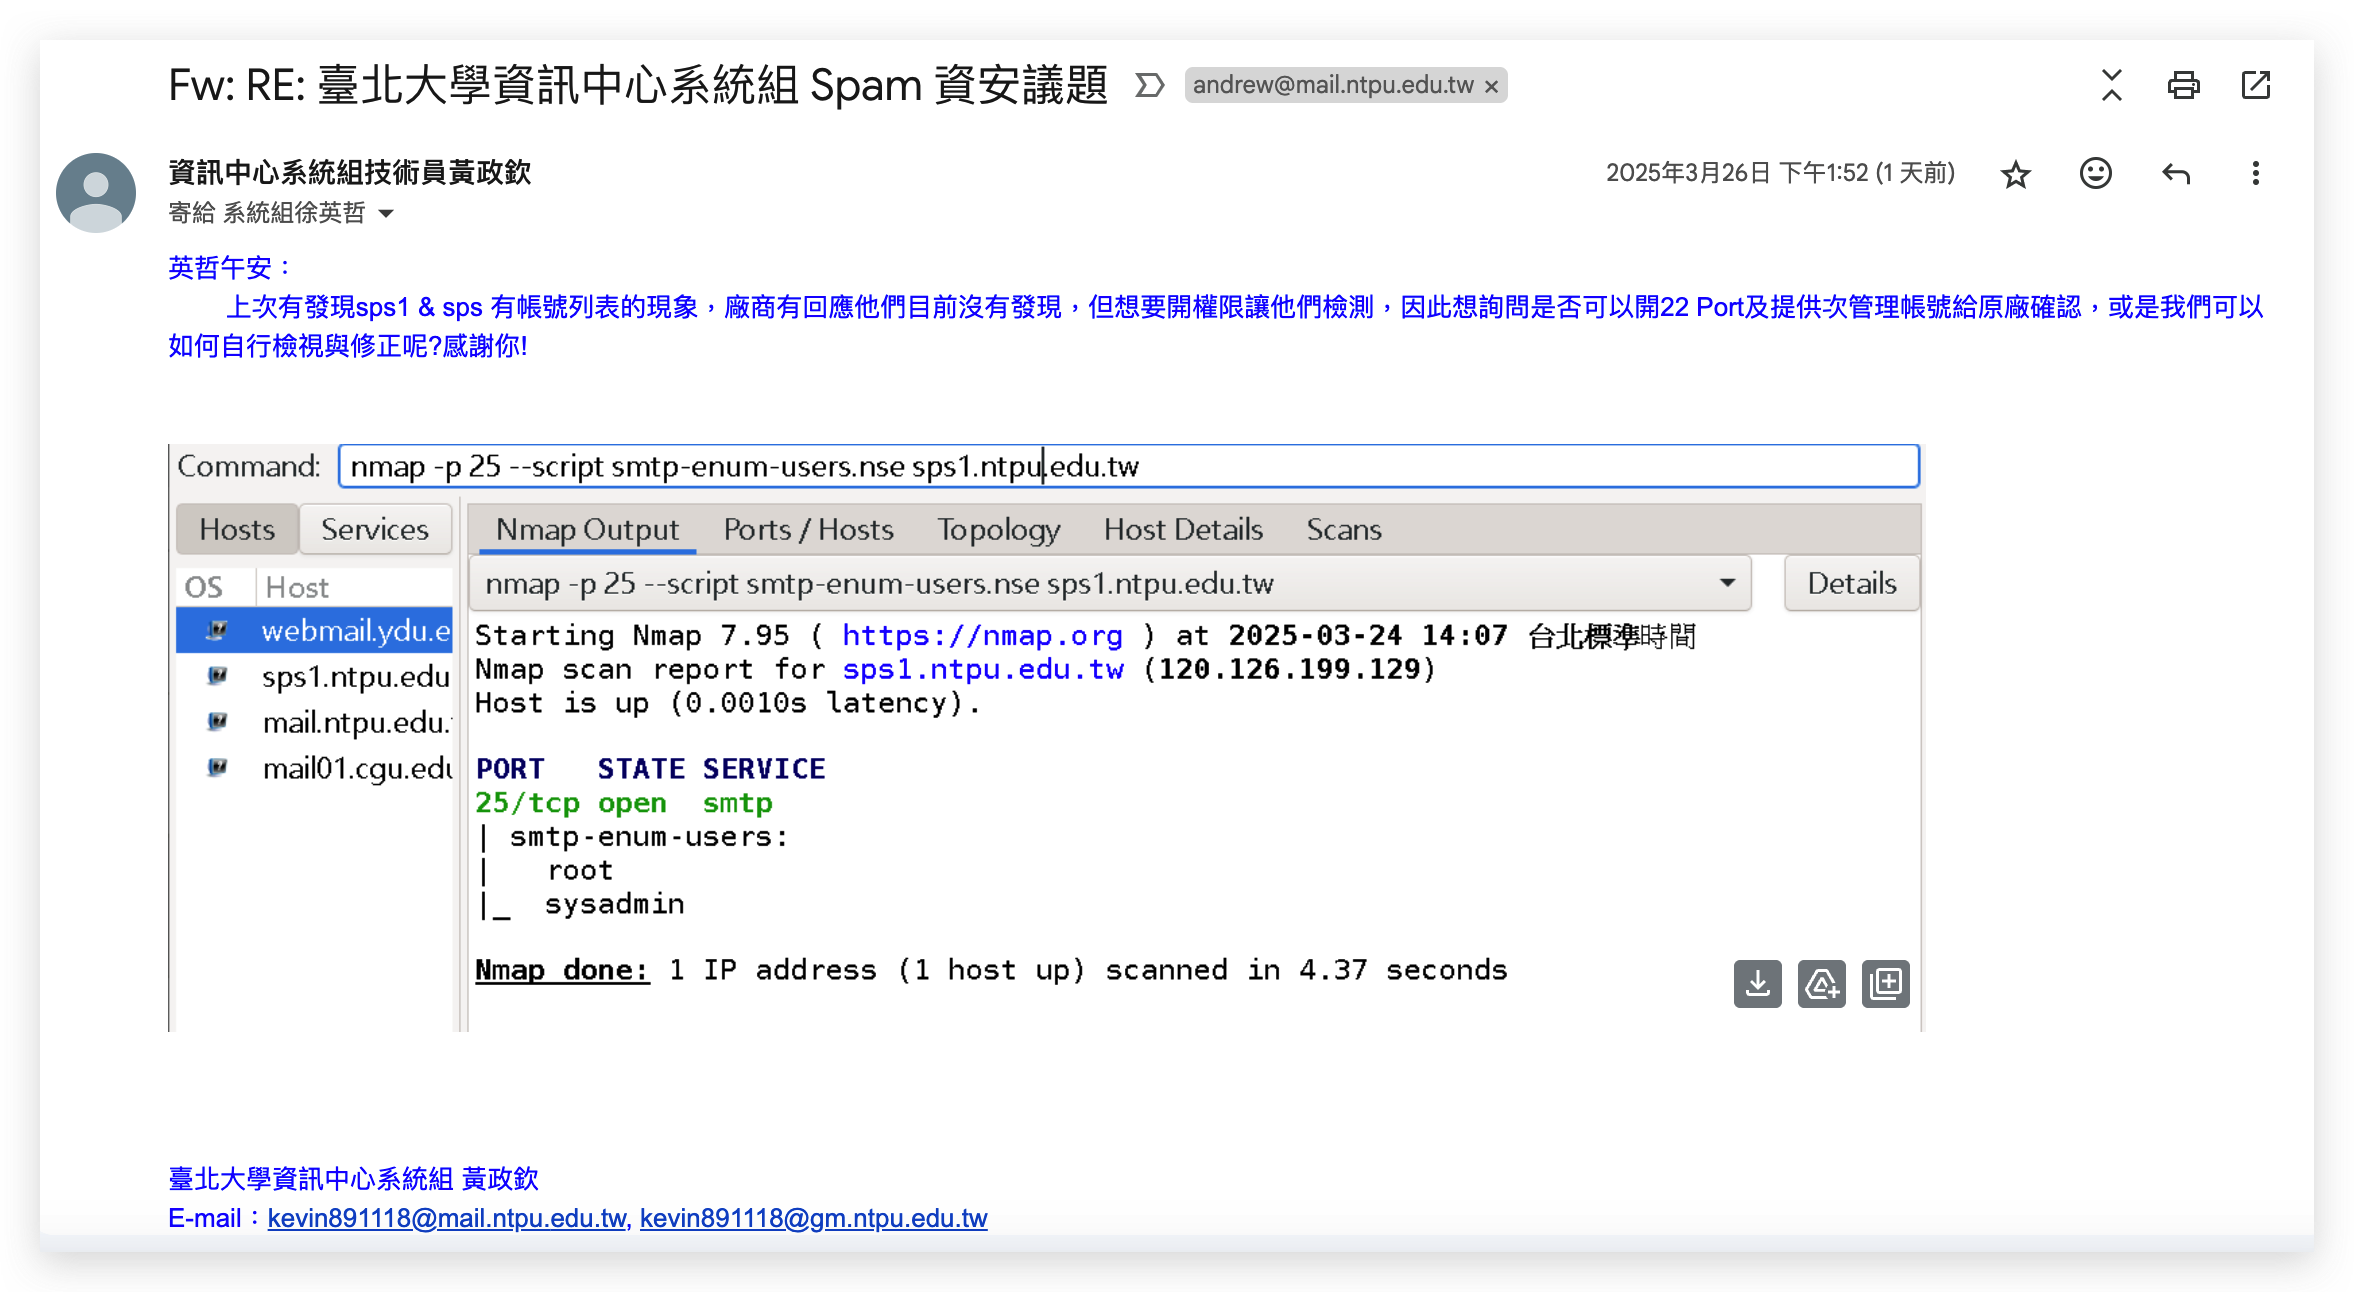 Fw: RE: 臺北大學資訊中心系統組 Spam 資安議題 andrew@mail.ntpu.edu.tw ×
資訊中心系統組技術員黃政欽 2025年3月26日 下午1:52 (1 天前)
寄給 系統組徐英哲
英哲午安：
上次有發現sps1 & sps 有帳號列表的現象，廠商有回應他們目前沒有發現，但想要開權限讓他們檢測，因此想詢問是否可以開22 Port及提供次管理帳號給原廠確認，或是我們可以
如何自行檢視與修正呢?感謝你!
Command: nmap -p 25 --script smtp-enum-users.nse sps1.ntpu.edu.tw
Hosts Services Nmap Output Ports / Hosts Topology Host Details Scans
OS Host
nmap -p 25 --script smtp-enum-users.nse sps1.ntpu.edu.tw Details
webmail.ydu.e
sps1.ntpu.edu
mail.ntpu.edu.
mail01.cgu.edu
Starting Nmap 7.95 ( https://nmap.org ) at 2025-03-24 14:07 台北標準時間
Nmap scan report for sps1.ntpu.edu.tw (120.126.199.129)
Host is up (0.0010s latency).
PORT STATE SERVICE
25/tcp open smtp
| smtp-enum-users:
| root
|_ sysadmin
Nmap done: 1 IP address (1 host up) scanned in 4.37 seconds
臺北大學資訊中心系統組 黃政欽
E-mail：kevin891118@mail.ntpu.edu.tw, kevin891118@gm.ntpu.edu.tw